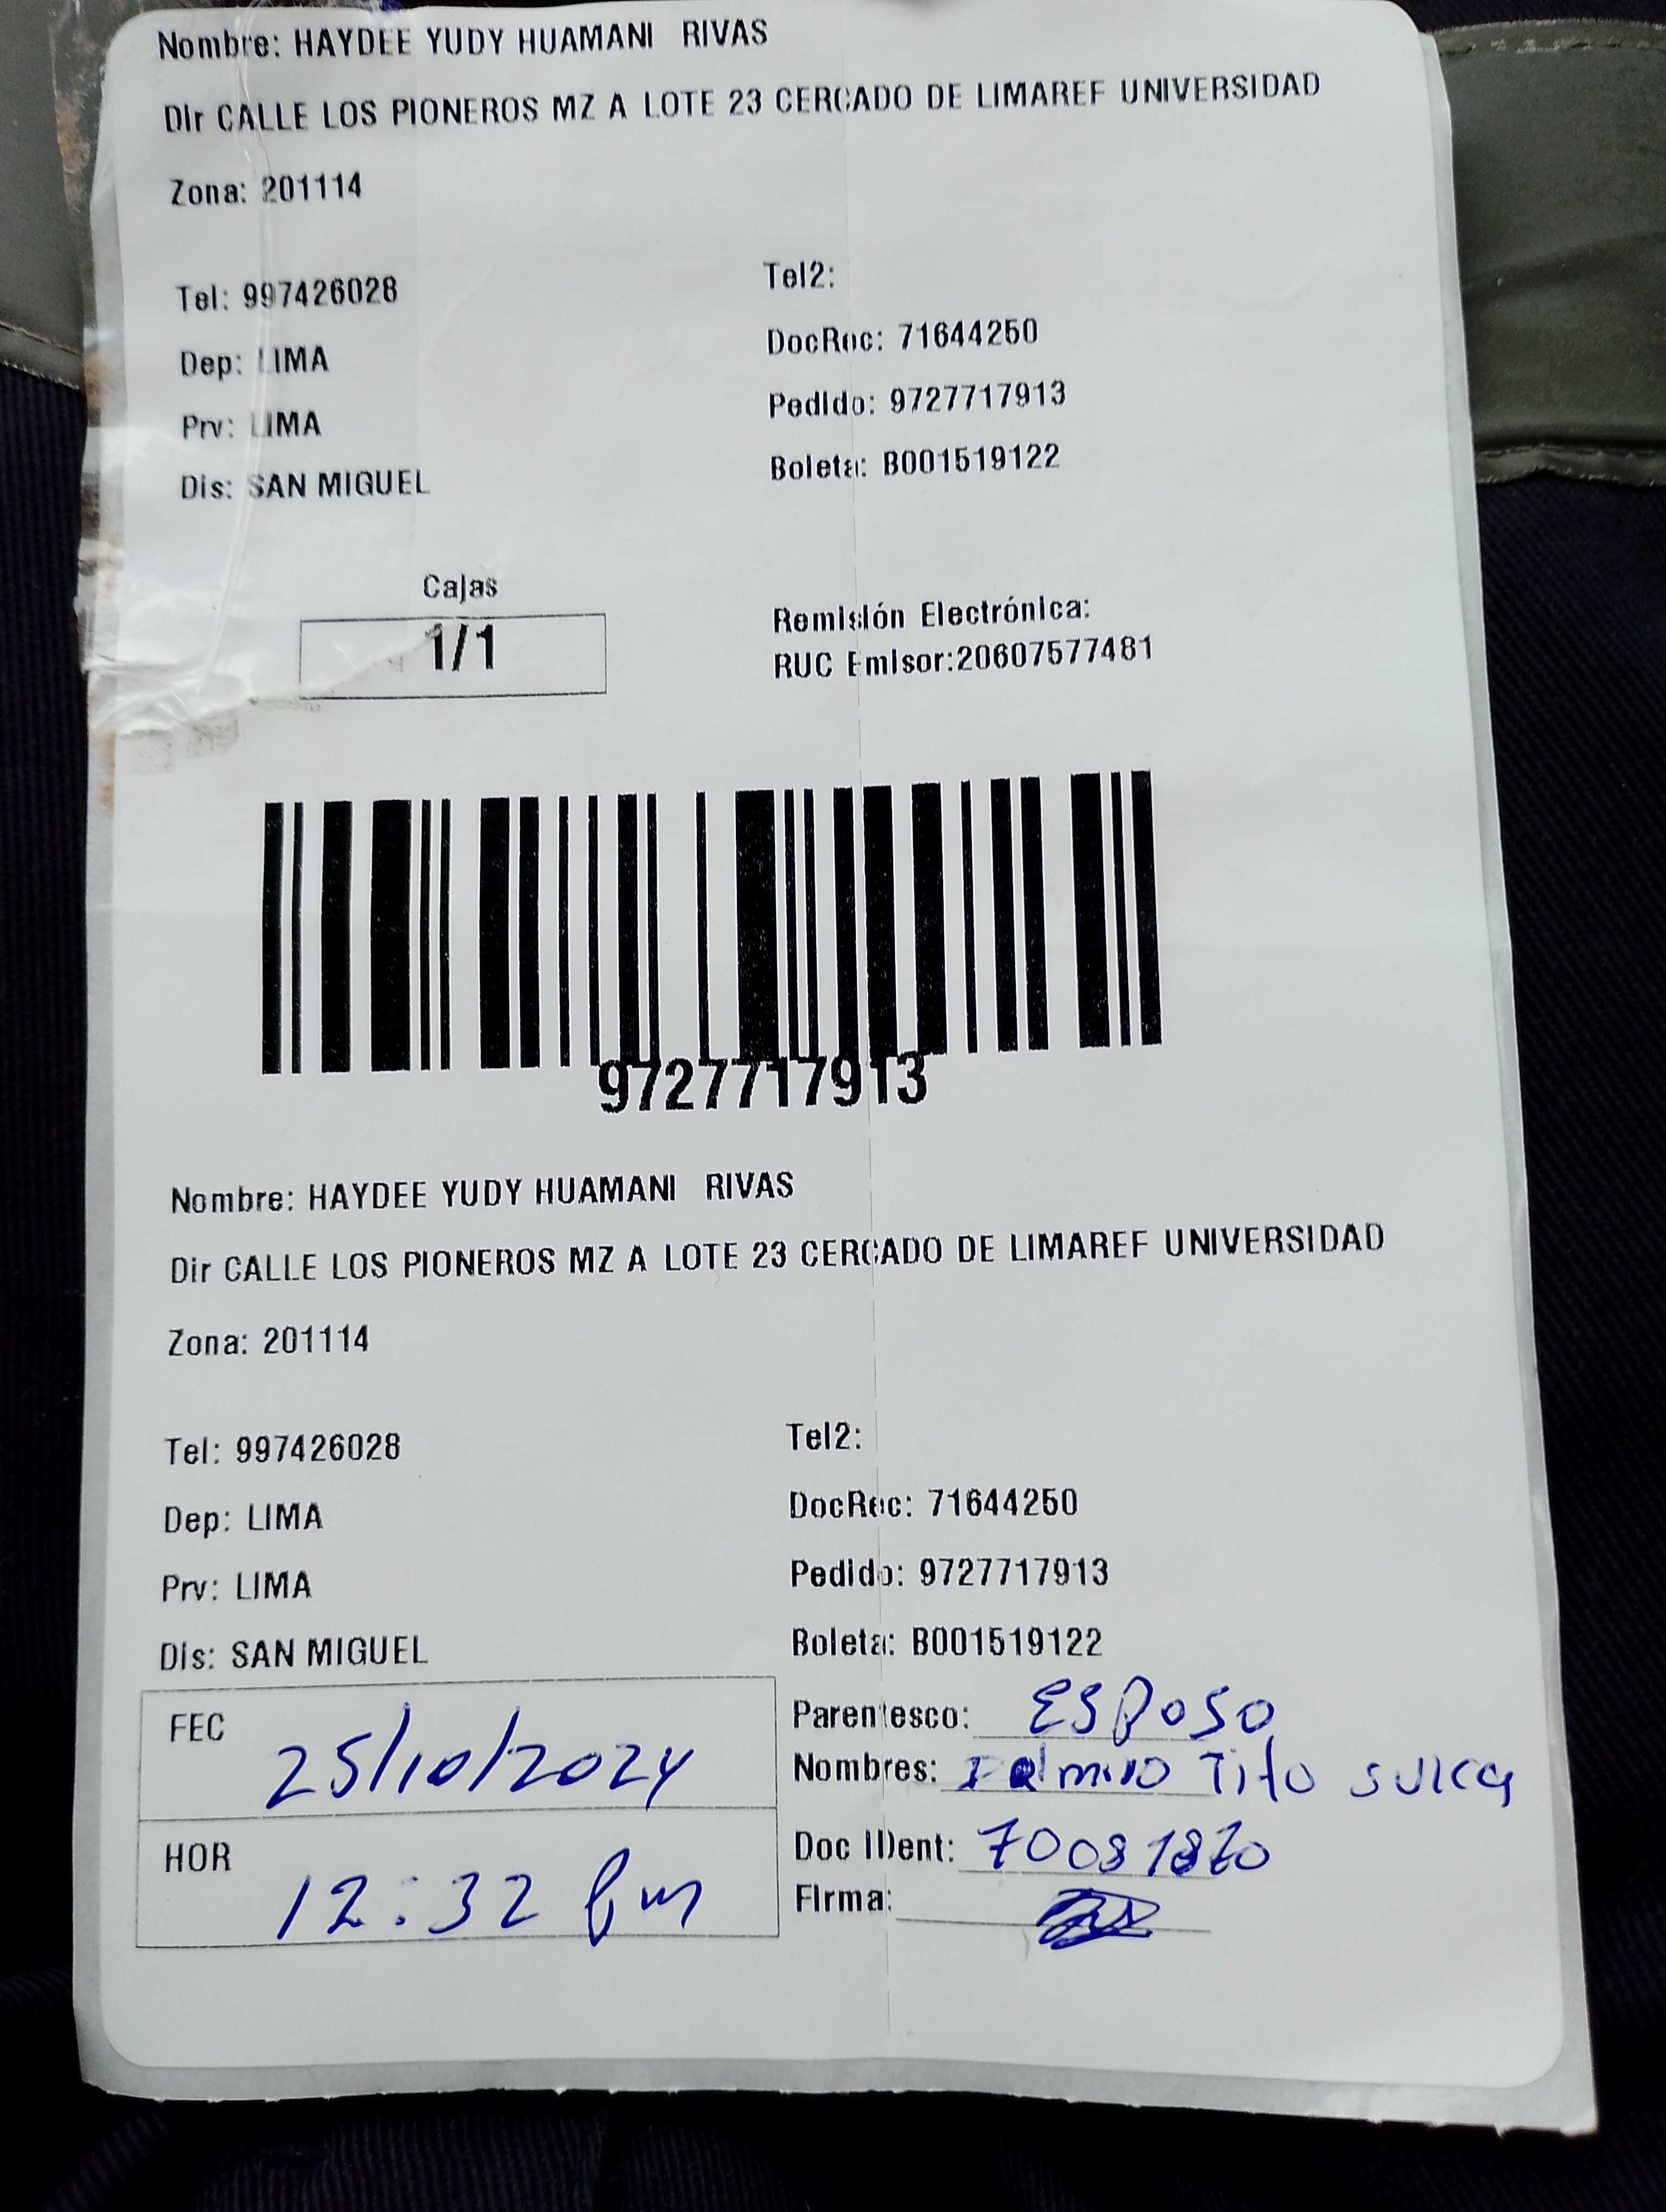 Nombre: HAYDEE YUDY HUAMANI RIVAS
Dir CALLE LOS PIONEROS MZ A LOTE 23 CERCADO DE LIMAREF UNIVERSIDAD
Zona: 201114
Tel: 997426028
Tel2:
Dep: LIMA
DocRec: 71644250
Prv: LIMA
Pedido: 9727717913
Dis: SAN MIGUEL
Boleta: B001519122
Cajas
1/1
Remisión Electrónica:
RUC Emisor:20607577481
9727717913
Nombre: HAYDEE YUDY HUAMANI RIVAS
Dir CALLE LOS PIONEROS MZ A LOTE 23 CERCADO DE LIMAREF UNIVERSIDAD
Zona: 201114
Tel: 997426028
Tel2:
Dep: LIMA
DocRec: 71644250
Prv: LIMA
Pedido: 9727717913
Dis: SAN MIGUEL
Boleta: B001519122
FEC 25/10/2024
Parentesco: ESPOSO
Nombres: Tito Sulca
HOR 12:32 pm
Doc IDent:
Firma: